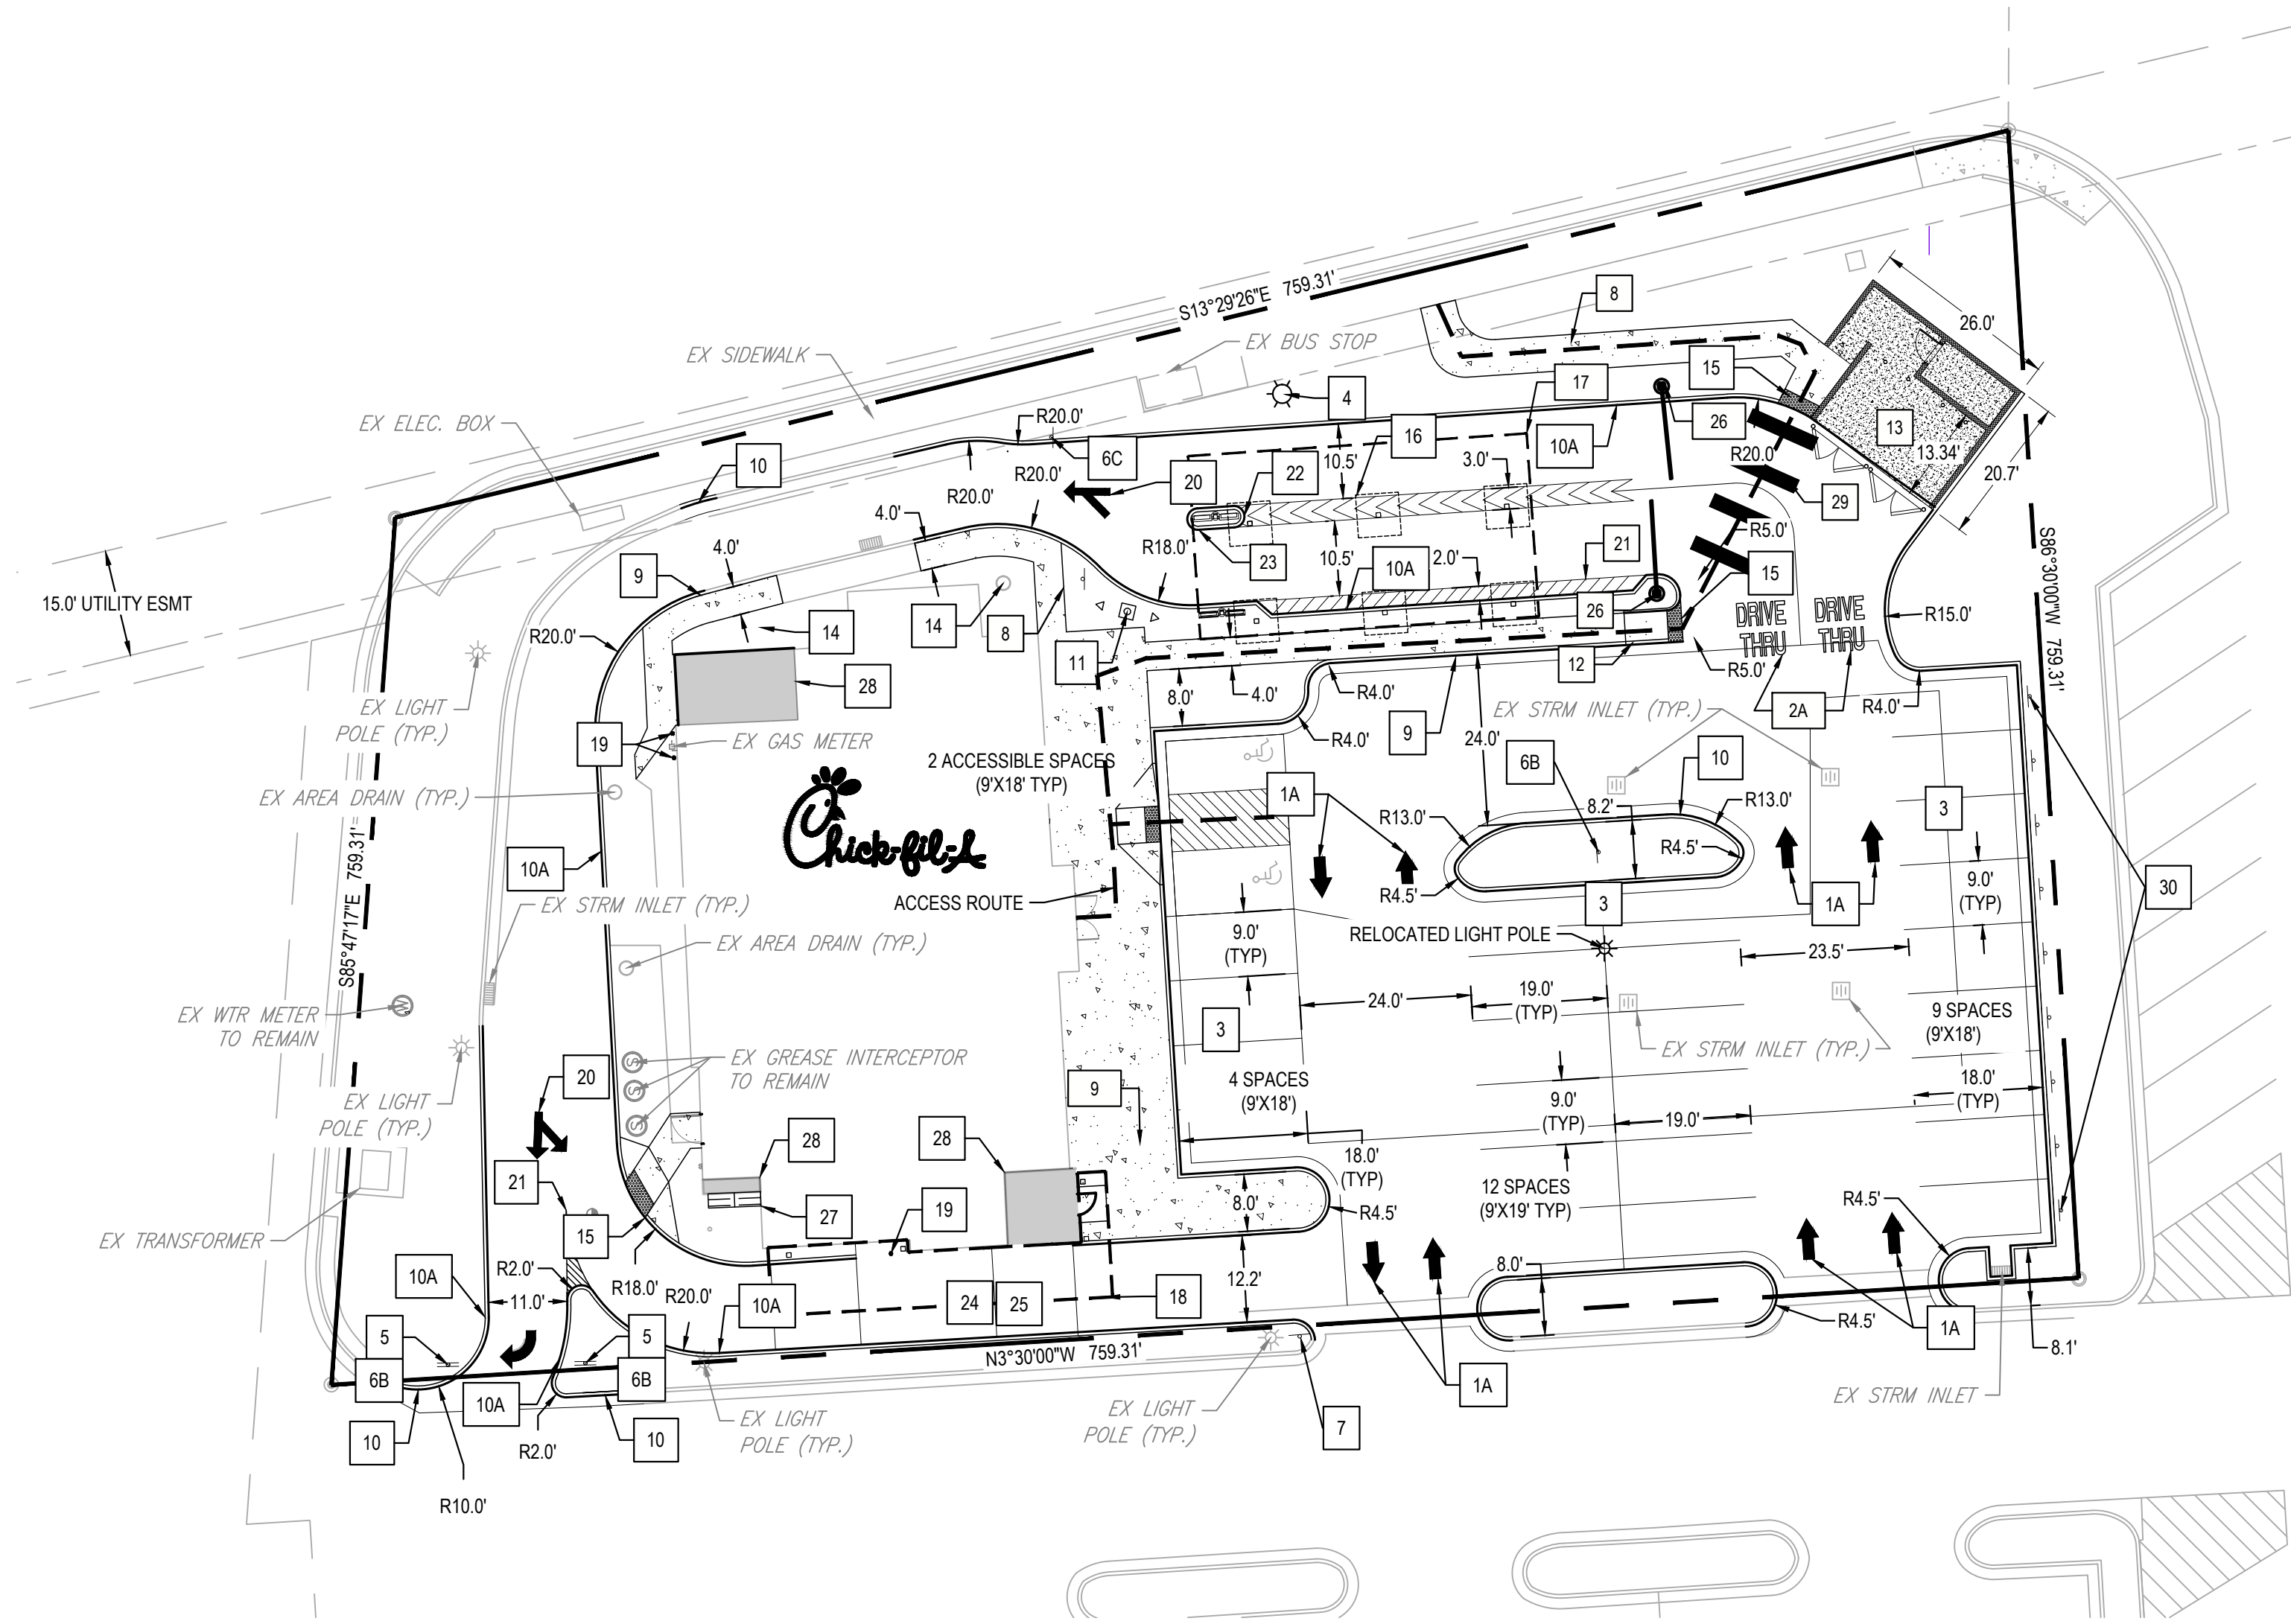 S13°29'26"E 759.31'
8
26.0'
EX BUS STOP
EX SIDEWALK
15
17
4
R20.0'
EX ELEC. BOX
16
26
13
10A
6C
10
10.5'
3.0'
R20.0'
13.34'
20.7'
R20.0'
20
22
R20.0'
29
4.0'
R5.0'
R18.0'
21
4.0'
10.5'
23
10A
2.0'
15
9
S86°30'00"W 759.31'
15.0' UTILITY ESMT
26
DRIVE THRU
DRIVE THRU
R15.0'
R20.0'
14
14
8
11
12
R5.0'
28
8.0'
4.0'
R4.0'
EX LIGHT
POLE (TYP.)
EX STRM INLET (TYP.)
2A
R4.0'
19
EX GAS METER
R4.0'
9
24.0'
2 ACCESSIBLE SPACES
(9'X18' TYP)
6B
10
EX AREA DRAIN (TYP.)
1A
8.2'
R13.0'
R13.0'
3
Chick-fil-A
R4.5'
10A
9.0'
(TYP)
R4.5'
30
S85°47'17"E 759.31'
EX STRM INLET (TYP.)
ACCESS ROUTE
3
1A
9.0'
(TYP)
RELOCATED LIGHT POLE
EX AREA DRAIN (TYP.)
23.5'
24.0'
19.0'
(TYP)
EX WTR METER
TO REMAIN
9 SPACES
(9'X18')
3
EX STRM INLET (TYP.)
EX GREASE INTERCEPTOR
TO REMAIN
20
S
S
S
9
4 SPACES
(9'X18')
18.0'
(TYP)
9.0'
(TYP)
19.0'
EX LIGHT
POLE (TYP.)
28
28
18.0'
(TYP)
21
12 SPACES
(9'X19' TYP)
R4.5'
27
19
8.0'
R4.5'
15
EX TRANSFORMER
10A
R2.0'
R18.0'
12.2'
8.0'
11.0'
R20.0'
10A
24
25
18
R4.5'
1A
5
5
8.1'
N3°30'00"W 759.31'
6B
6B
1A
10A
EX STRM INLET
EX LIGHT
POLE (TYP.)
EX LIGHT
POLE (TYP.)
7
10
10
R2.0'
R10.0'